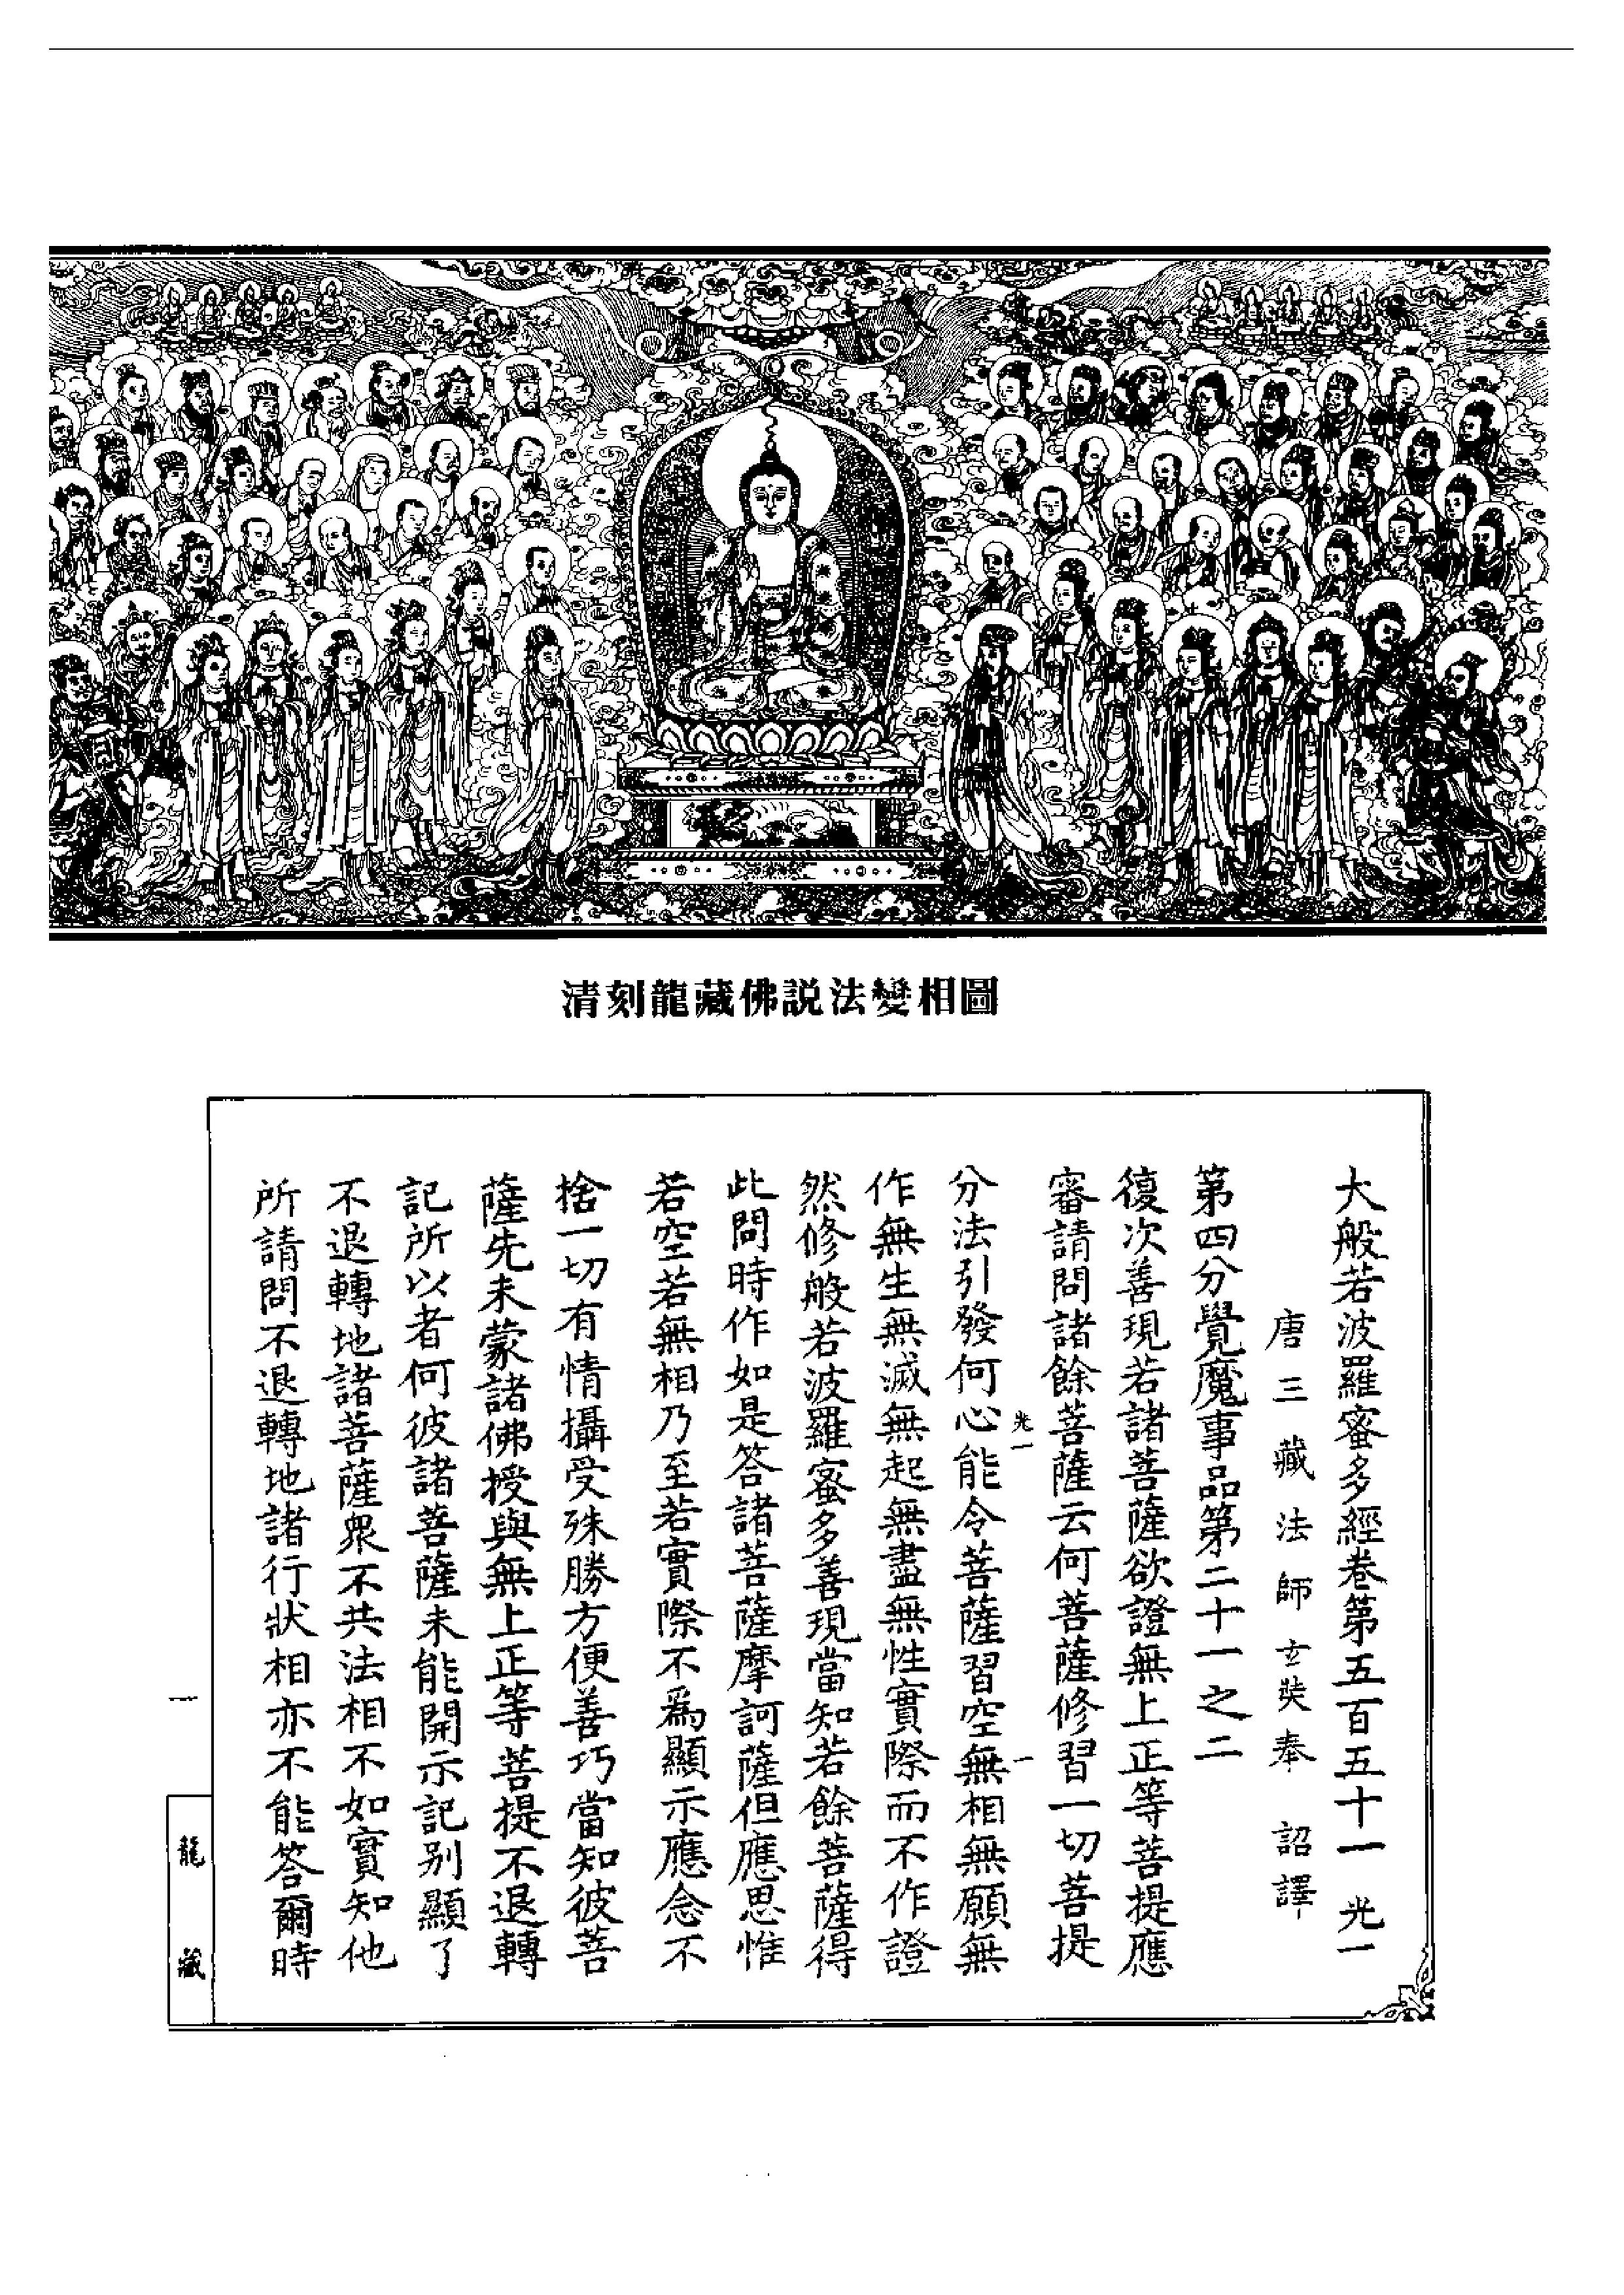 清刻龍藏佛説法變相圖
大般若波羅蜜多經卷第五百五十一 光一
唐三藏法師玄奘奉 詔譯
第四分覺魔事品第二十一之二
復次善現若諸菩薩欲證無上正等菩提應
審請問諸餘菩薩云何菩薩修習一切菩提
光一 一
分法引發何心能令菩薩習空無相無願無
作無生無滅無起無盡無性實際而不作證
然修般若波羅蜜多善現當知若餘菩薩得
此問時作如是答諸菩薩摩訶薩但應思惟
若空若無相乃至若實際不爲顯示應念不
捨一切有情攝受殊勝方便善巧當知彼菩
薩先未蒙諸佛授與無上正等菩提不退轉
記所以者何彼諸菩薩未能開示記別顯了
不退轉地諸菩薩衆不共法相不如實知他
所請問不退轉地諸行狀相亦不能答爾時
一
龍藏